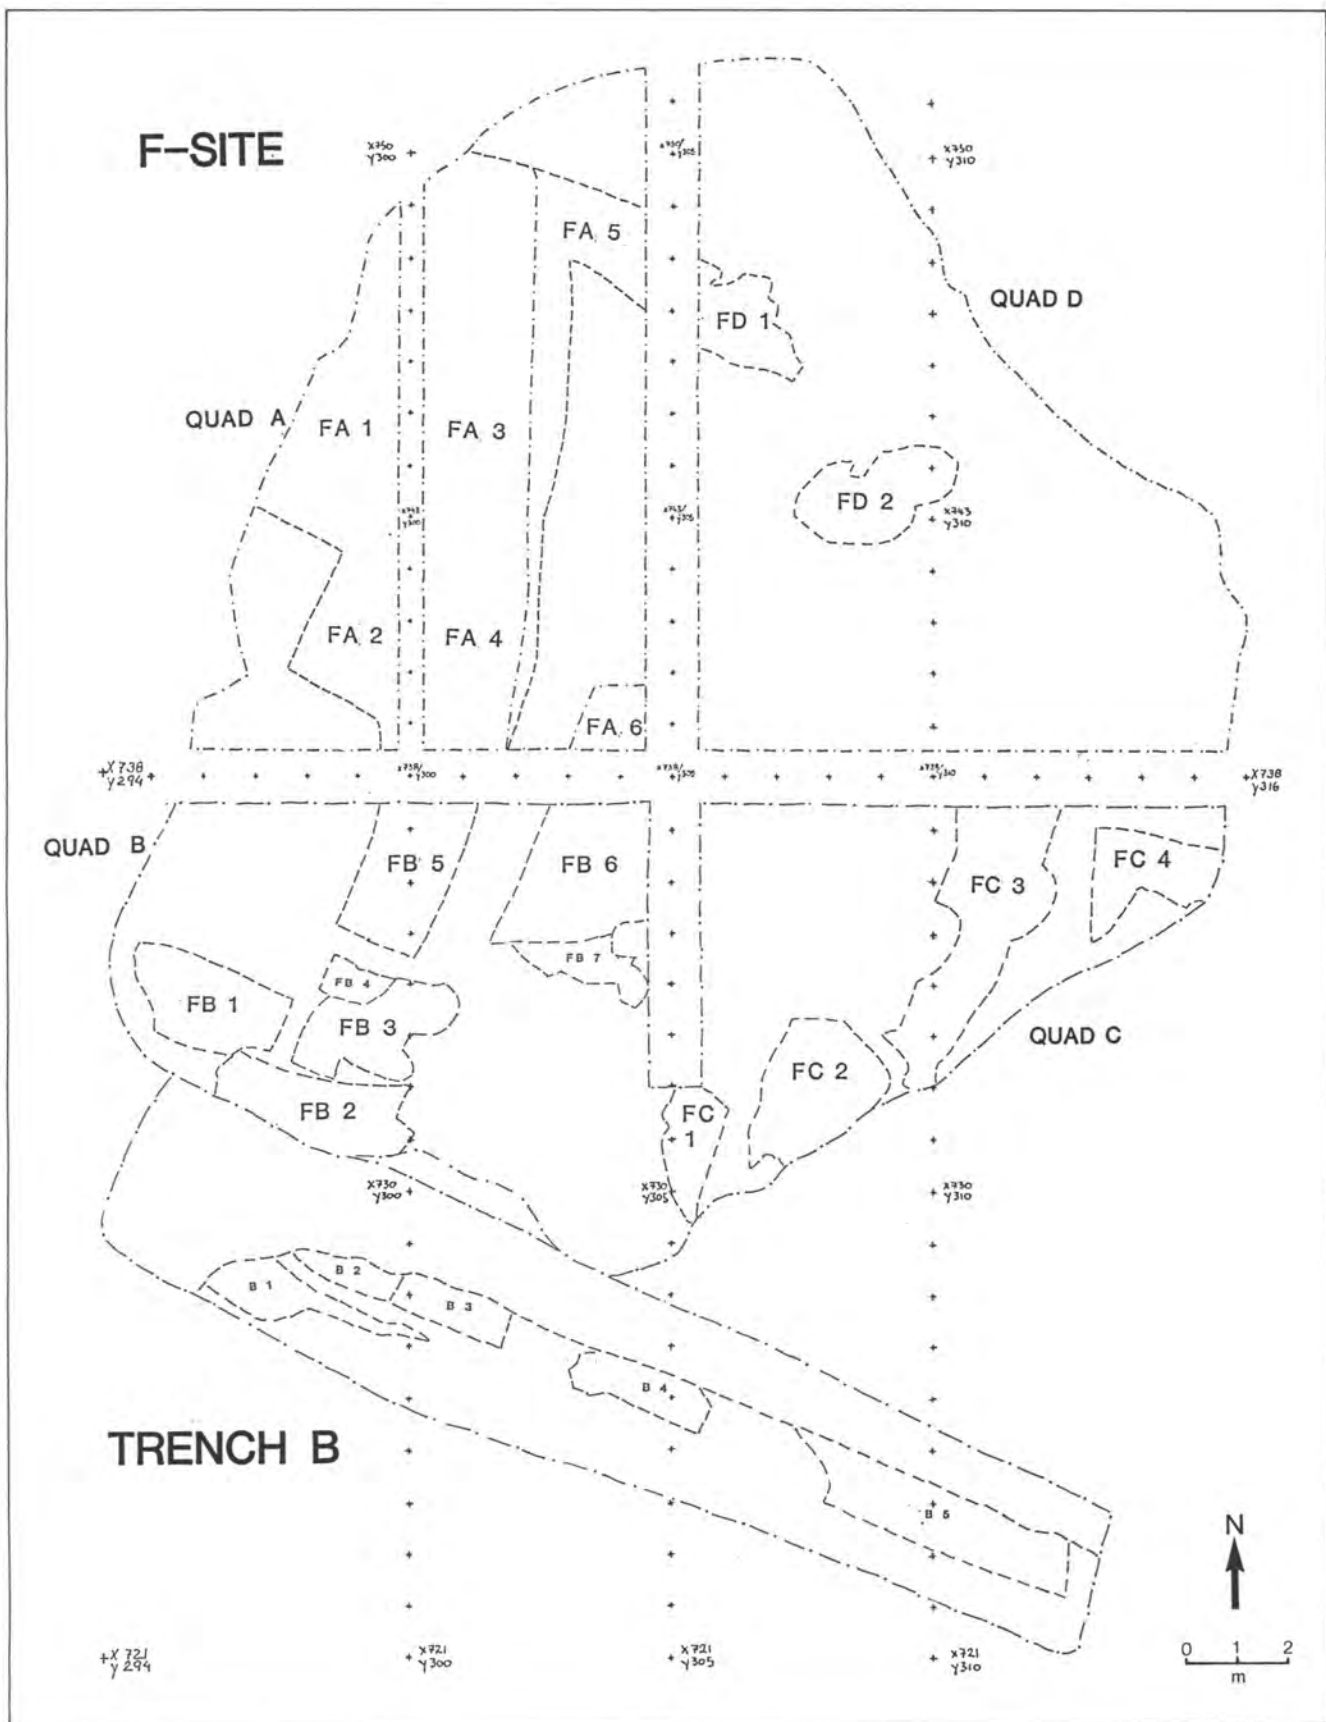 F-SITE
X750
y300
X750/
y305
X750
y310
FA 5
QUAD D
FD 1
QUAD A
FA 1
FA 3
FD 2
X743
y300
X743/
y305
X743
y310
FA 2
FA 4
FA 6
X738
y294
X738/
y300
X738/
y305
X738/
y310
X738
y316
QUAD B
FB 5
FB 6
FC 3
FC 4
FB 7
FB 4
FB 1
FB 3
QUAD C
FC 2
FB 2
FC
1
X730
y300
X730
y305
X730
y310
B 1
B 2
B 3
B 4
TRENCH B
B 5
N
X721
y294
X721
y300
X721
y305
X721
y310
0 1 2
m